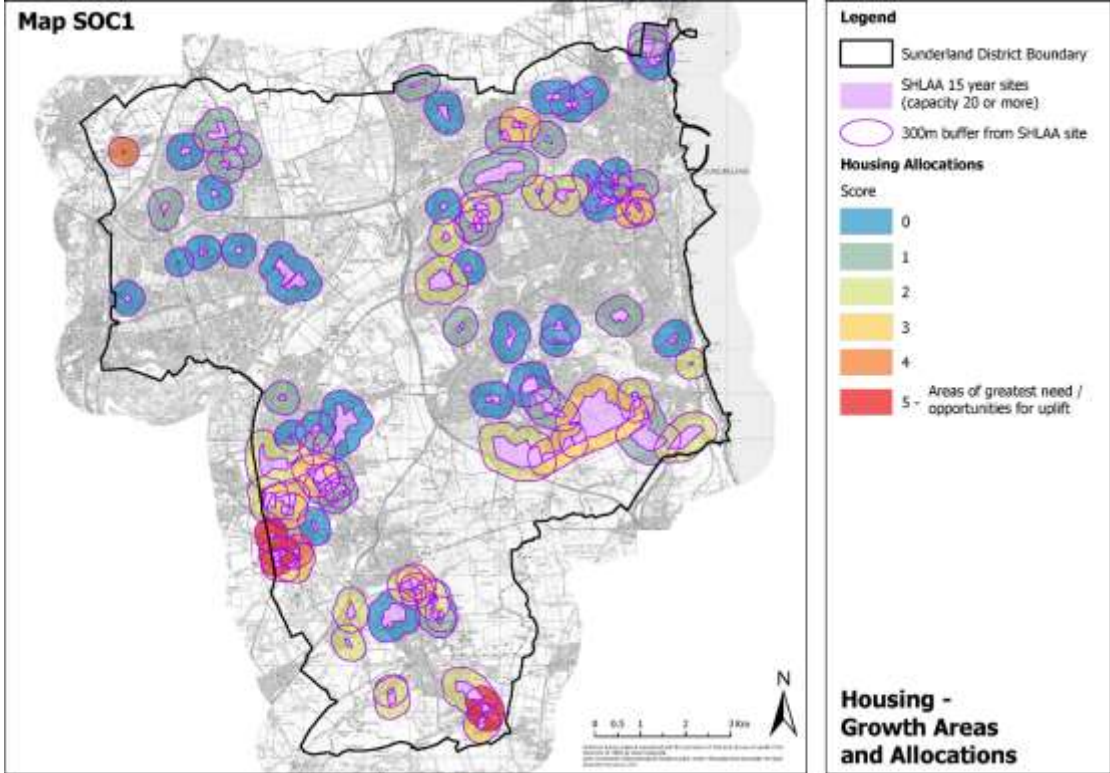 Map SOC1
Legend
Sunderland District Boundary
SHLAA 15 year sites
(capacity 20 or more)
300m buffer from SHLAA site
Housing Allocations
Score
0
1
2
3
4
5 - Areas of greatest need /
opportunities for uplift
N
0 0.5 1 2 3 Km
Housing -
Growth Areas
and Allocations